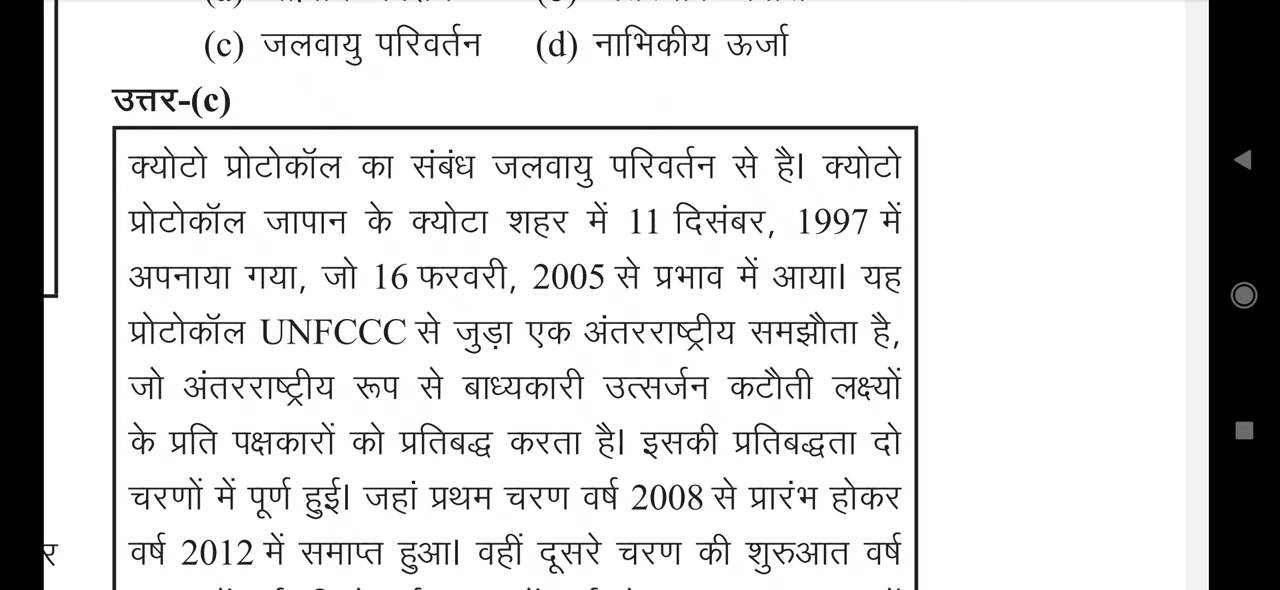 (c) जलवायु परिवर्तन (d) नाभिकीय ऊर्जा
उत्तर-(c)
क्योटो प्रोटोकॉल का संबंध जलवायु परिवर्तन से है। क्योटो
प्रोटोकॉल जापान के क्योटा शहर में 11 दिसंबर, 1997 में
अपनाया गया, जो 16 फरवरी, 2005 से प्रभाव में आया। यह
प्रोटोकॉल UNFCCC से जुड़ा एक अंतरराष्ट्रीय समझौता है,
जो अंतरराष्ट्रीय रूप से बाध्यकारी उत्सर्जन कटौती लक्ष्यों
के प्रति पक्षकारों को प्रतिबद्ध करता है। इसकी प्रतिबद्धता दो
चरणों में पूर्ण हुई। जहां प्रथम चरण वर्ष 2008 से प्रारंभ होकर
र
वर्ष 2012 में समाप्त हुआ। वहीं दूसरे चरण की शुरुआत वर्ष